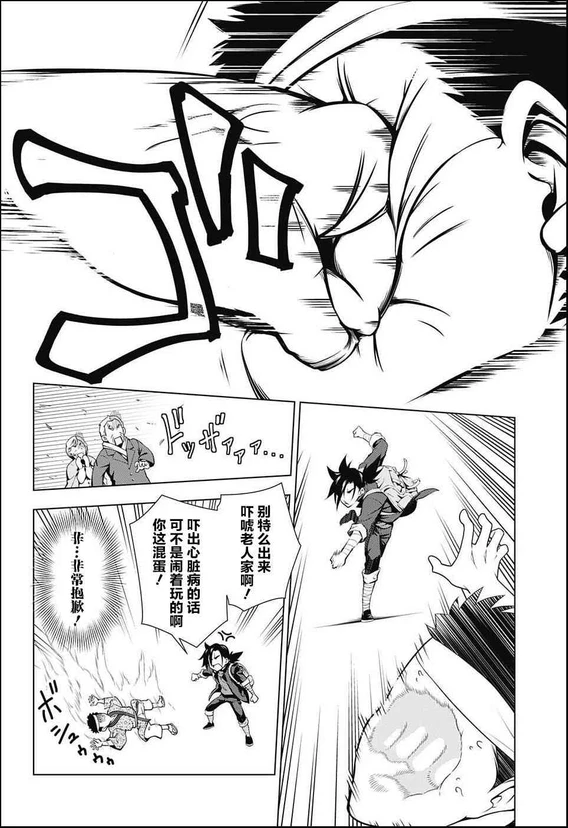 ゴッ
別特么出来
吓唬老人家啊！
ドッザァァァ…
吓出心脏病的话
可不是闹着玩的啊
你这混蛋！
非…非常抱歉！
ボシュウゥ